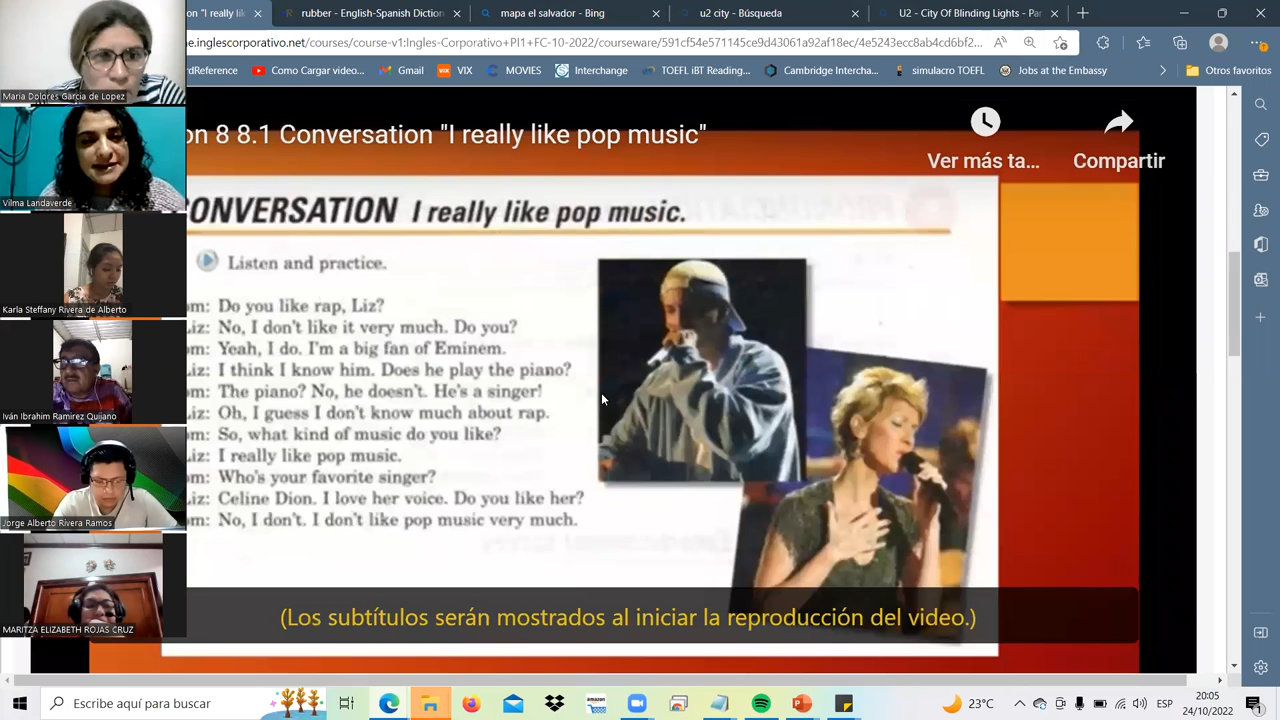 "I really like pop
rubber - English-Spanish Diction
mapa el salvador - Bing
u2 city - Búsqueda
U2 - City Of Blinding Lights - Par
e.inglescorporativo.net/courses/course-v1:Ingles-Corporativo+PI1+FC-10-2022/courseware/591cf54e571145ce9d43061a92af18ec/4e5243ecc8ab4cd6bf2...
rdReference
Como Cargar video...
Gmail
VIX
MOVIES
Interchange
TOEFL iBT Reading...
Cambridge Intercha...
simulacro TOEFL
Jobs at the Embassy
Otros favoritos
Maria Dolores Garcia de Lopez
Vilma Landaverde
Karla Steffany Rivera de Alberto
Iván Ibrahim Ramirez Quijano
Jorge Alberto Rivera Ramos
MARITZA ELIZABETH ROJAS CRUZ
on 8 8.1 Conversation "I really like pop music"
Ver más ta...
Compartir
ONVERSATION I really like pop music.
Listen and practice.
om: Do you like rap, Liz?
Liz: No, I don't like it very much. Do you?
om: Yeah, I do. I'm a big fan of Eminem.
Liz: I think I know him. Does he play the piano?
om: The piano? No, he doesn't. He's a singer!
Liz: Oh, I guess I don't know much about rap.
om: So, what kind of music do you like?
Liz: I really like pop music.
om: Who's your favorite singer?
Liz: Celine Dion. I love her voice. Do you like her?
om: No, I don't. I don't like pop music very much.
(Los subtítulos serán mostrados al iniciar la reproducción del video.)
Escribe aquí para buscar
23°C
ESP
20:05
24/10/2022